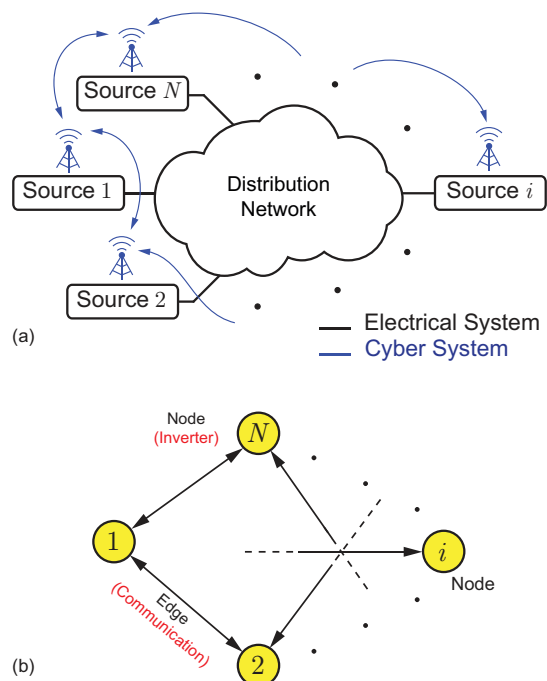 Source N
Source 1
Distribution
Network
Source i
Source 2
Electrical System
Cyber System
(a)
Node
(Inverter)
N
1
i
Node
Edge
(Communication)
2
(b)